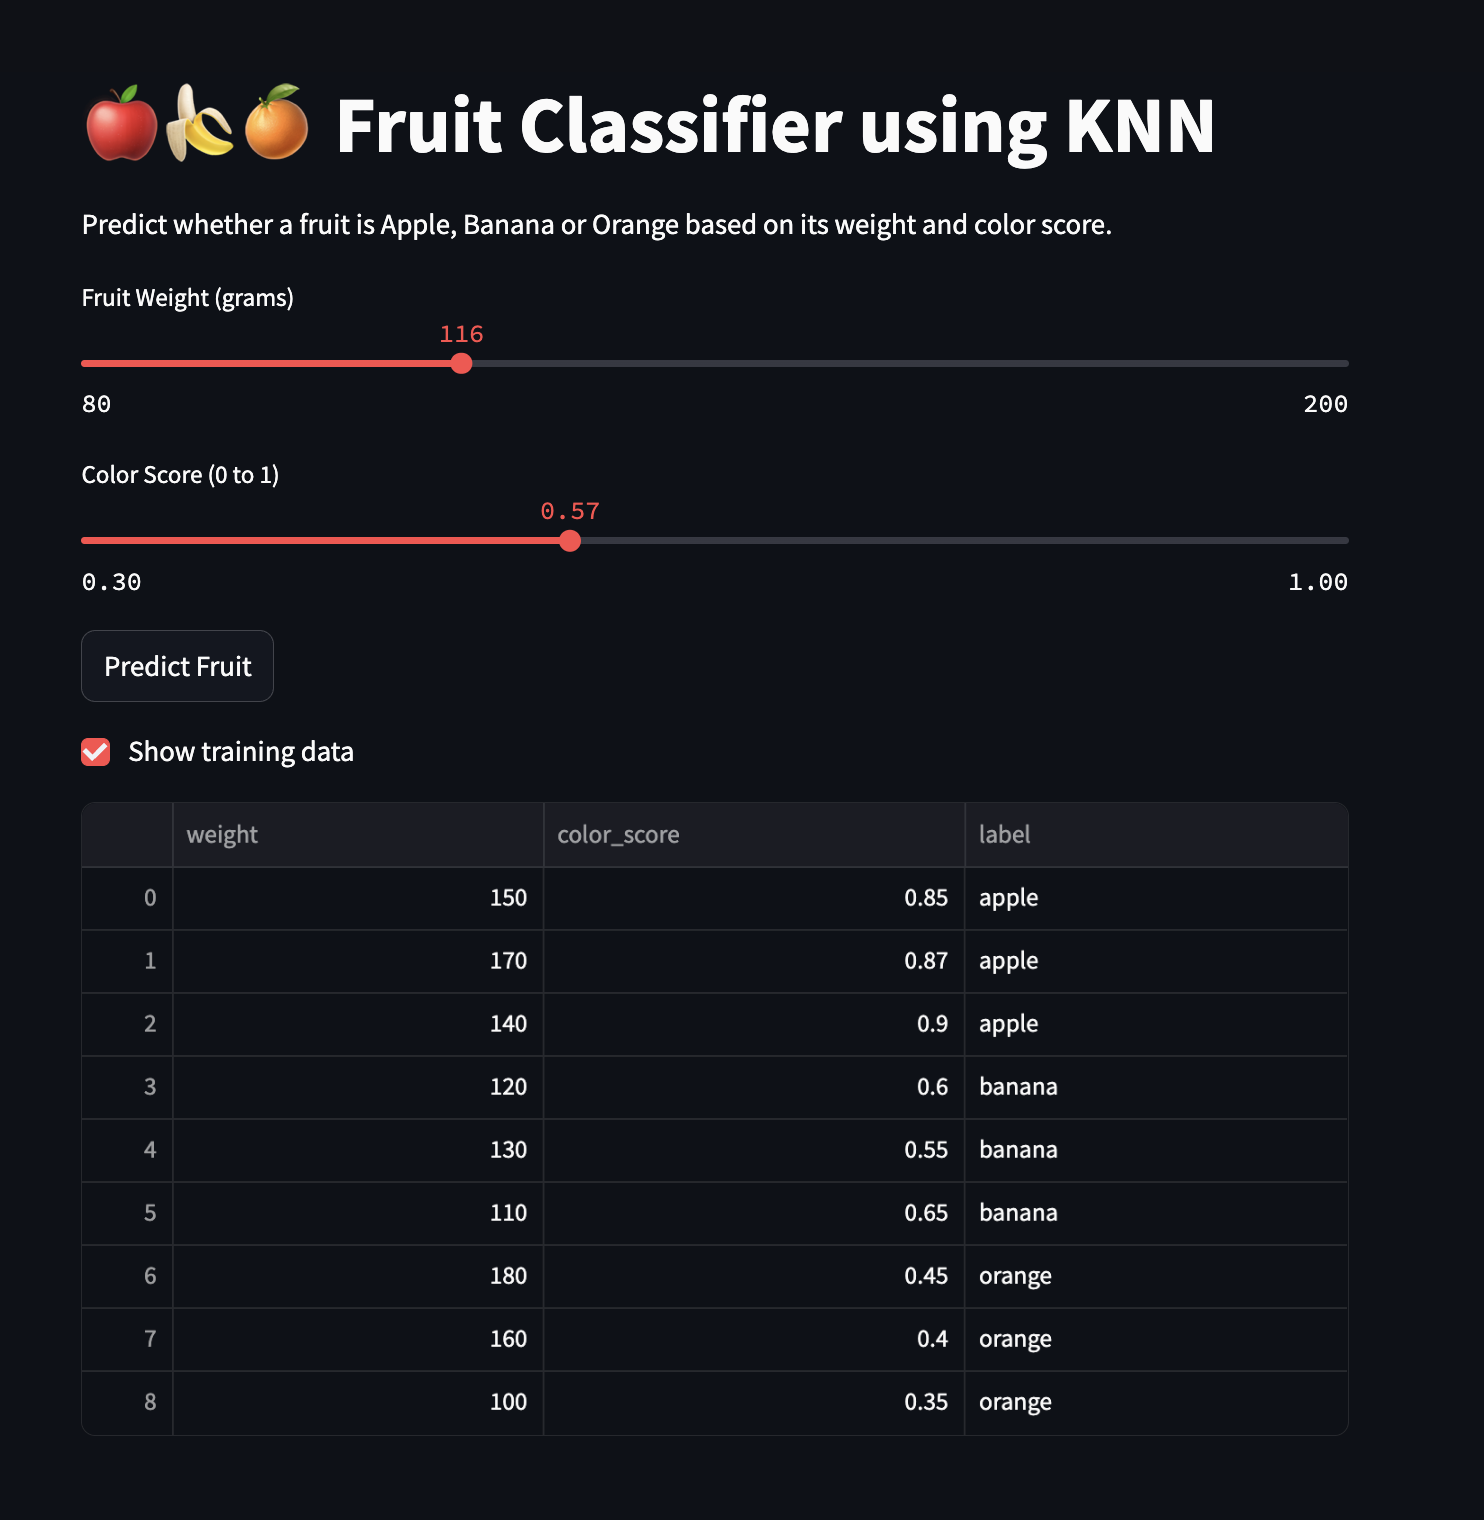 🍎🍌🍊 Fruit Classifier using KNN
Predict whether a fruit is Apple, Banana or Orange based on its weight and color score.
Fruit Weight (grams)
116
80 200
Color Score (0 to 1)
0.57
0.30 1.00
Predict Fruit
Show training data
weight color_score label
0 150 0.85 apple
1 170 0.87 apple
2 140 0.9 apple
3 120 0.6 banana
4 130 0.55 banana
5 110 0.65 banana
6 180 0.45 orange
7 160 0.4 orange
8 100 0.35 orange